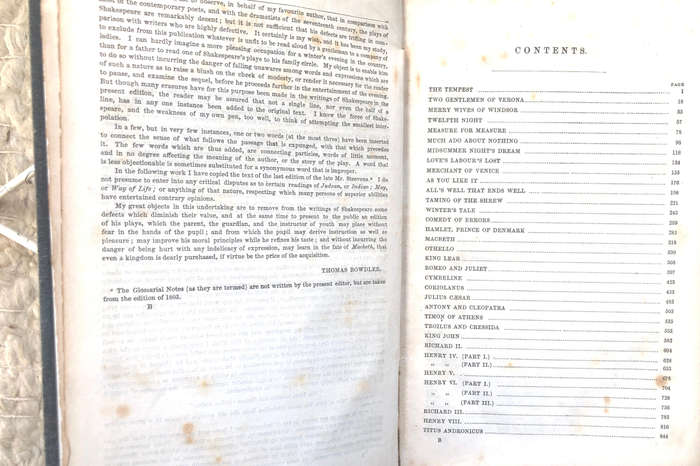 observe, in behalf of my favourite author, that in comparison
of the contemporary poets, and with the dramatists of the seventeenth century, the plays of
Shakespeare are remarkably decent; but it is not sufficient that his defects are trifling in com-
parison with writers who are highly defective. It certainly is my wish, and it has been my study,
to exclude from this publication whatever is unfit to be read aloud by a gentleman to a company of
ladies. I can hardly imagine a more pleasing occupation for a winter's evening in the country,
than for a father to read one of Shakespeare's plays to his family circle. My object is to enable him
to do so without incurring the danger of falling unawares among words and expressions which are
of such a nature as to raise a blush on the cheek of modesty, or render it necessary for the reader
to pause, and examine the sequel, before he proceeds further in the entertainment of the evening.
But though many erasures have for this purpose been made in the writings of Shakespeare in the
present edition, the reader may be assured that not a single line, nor even the half of a
line, has in any one instance been added to the original text. I know the force of Shake-
speare, and the weakness of my own pen, too well, to think of attempting the smallest inter-
polation.
In a few, but in very few instances, one or two words (at the most three) have been inserted
to connect the sense of what follows the passage that is expunged, with that which precedes
it. The few words which are thus added, are connecting particles, words of little moment,
and in no degree affecting the meaning of the author, or the story of the play. A word that
is less objectionable is sometimes substituted for a synonymous word that is improper.
In the following work I have copied the text of the last edition of the late Mr. Steevens.* I do
not presume to enter into any critical disputes as to certain readings of Judean, or Indian; May,
or Way of Life; or anything of that nature, respecting which many persons of superior abilities
have entertained contrary opinions.
My great objects in this undertaking are to remove from the writings of Shakespeare some
defects which diminish their value, and at the same time to present to the public an edition
of his plays, which the parent, the guardian, and the instructor of youth may place without
fear in the hands of the pupil; and from which the pupil may derive instruction as well as
pleasure; may improve his moral principles while he refines his taste; and without incurring the
danger of being hurt with any indelicacy of expression, may learn in the fate of Macbeth, that
even a kingdom is dearly purchased, if virtue be the price of the acquisition.
THOMAS BOWDLER.
* The Glossarial Notes (as they are termed) are not written by the present editor, but are taken
from the edition of 1803.
B
CONTENTS.
PAGE
THE TEMPEST 1
TWO GENTLEMEN OF VERONA 18
MERRY WIVES OF WINDSOR
TWELFTH NIGHT 57
MEASURE FOR MEASURE
MUCH ADO ABOUT NOTHING
MIDSUMMER NIGHT'S DREAM
LOVE'S LABOUR'S LOST
MERCHANT OF VENICE
AS YOU LIKE IT
ALL'S WELL THAT ENDS WELL
TAMING OF THE SHREW 221
WINTER'S TALE
COMEDY OF ERRORS
HAMLET, PRINCE OF DENMARK
MACBETH
OTHELLO
KING LEAR
ROMEO AND JULIET
CYMBELINE
CORIOLANUS
JULIUS CÆSAR
ANTONY AND CLEOPATRA
TIMON OF ATHENS
TROILUS AND CRESSIDA
KING JOHN
RICHARD II. 604
HENRY IV. (PART I.) 628
„ „ (PART II.)
HENRY V.
HENRY VI. (PART I.) 704
„ „ (PART II.)
„ „ (PART III.)
RICHARD III.
HENRY VIII. 816
TITUS ANDRONICUS 844
B